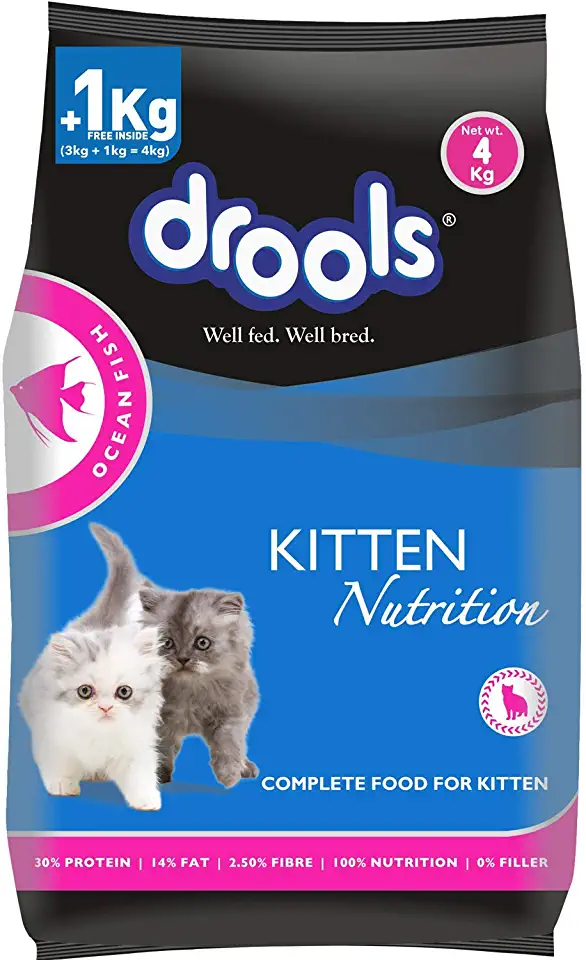 +1Kg
FREE INSIDE
(3kg + 1kg = 4kg)
Net wt.
4
Kg
drools®
Well fed. Well bred.
OCEAN FISH
KITTEN
Nutrition
COMPLETE FOOD FOR KITTEN
30% PROTEIN | 14% FAT | 2.50% FIBRE | 100% NUTRITION | 0% FILLER